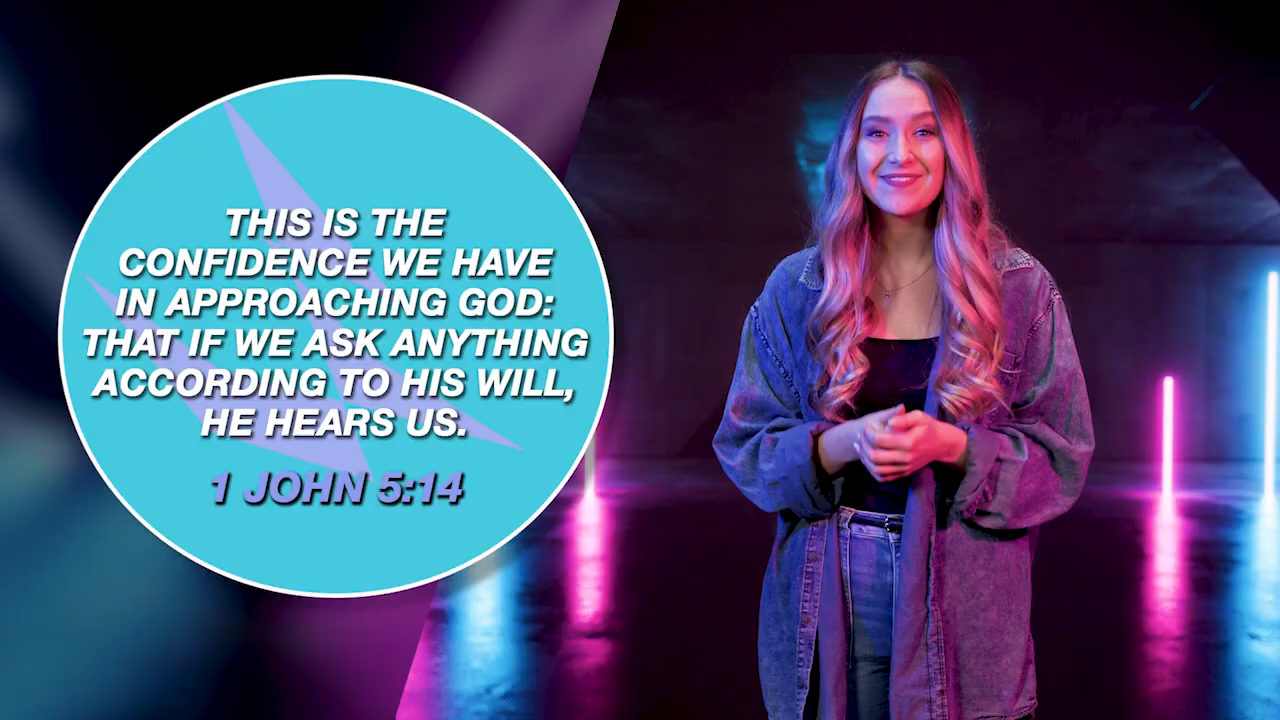 THIS IS THE
CONFIDENCE WE HAVE
IN APPROACHING GOD:
THAT IF WE ASK ANYTHING
ACCORDING TO HIS WILL,
HE HEARS US.
1 JOHN 5:14